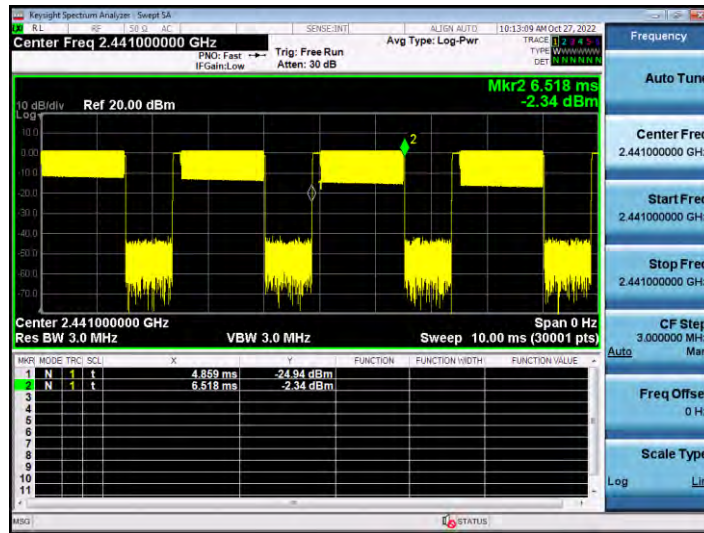 Keysight Spectrum Analyzer - Swept SA
RL RF 50 Ω AC SENSE:INT ALIGN AUTO 10:13:09 AM Oct 27, 2022
Center Freq 2.441000000 GHz Avg Type: Log-Pwr TRACE 1 2 3 4 5 6
PNO: Fast Trig: Free Run TYPE WWWWWW
IFGain:Low Atten: 30 dB DET N N N N N N
Frequency
Auto Tune
Mkr2 6.518 ms
10 dB/div Ref 20.00 dBm -2.34 dBm
Log
10.0
0.00
-10.0
-20.0
-30.0
-40.0
-50.0
-60.0
-70.0
2
1
Center Freq
2.441000000 GHz
Start Freq
2.441000000 GHz
Stop Freq
2.441000000 GHz
CF Step
3.000000 MHz
Auto Man
Freq Offset
0 Hz
Scale Type
Log Lin
Center 2.441000000 GHz Span 0 Hz
Res BW 3.0 MHz VBW 3.0 MHz Sweep 10.00 ms (30001 pts)
MKR MODE TRC SCL X Y FUNCTION FUNCTION WIDTH FUNCTION VALUE
1 N 1 t 4.859 ms -24.94 dBm
2 N 1 t 6.518 ms -2.34 dBm
3
4
5
6
7
8
9
10
11
MSG STATUS